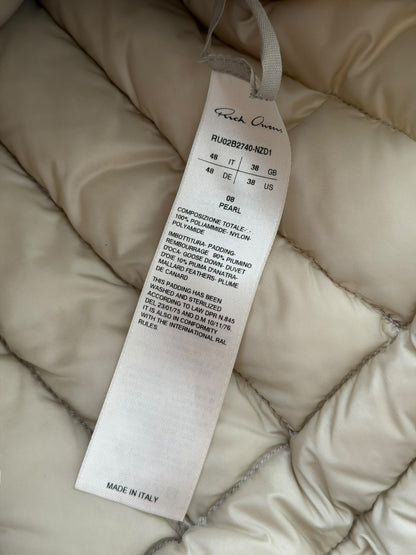 Rick Owens
RU02B2740-NZD1
48 IT 38 GB
48 DE 38 US
08
PEARL
COMPOSIZIONE TOTALE-
100% POLIAMMIDE- NYLON-
POLYAMIDE
IMBOTTITURA- PADDING-
REMBOURRAGE 90% PIUMINO
D'OCA- GOOSE DOWN- DUVET
D'OIE 10% PIUMA D'ANATRA-
MALLARD FEATHERS- PLUME
DE CANARD
THIS PADDING HAS BEEN
WASHED AND STERILIZED
ACCORDING TO LAW DPR N.845
DEL 23/01/75 AND D M 10/11/76.
IT IS ALSO IN CONFORMITY
WITH THE INTERNATIONAL RAL
RULES.
MADE IN ITALY